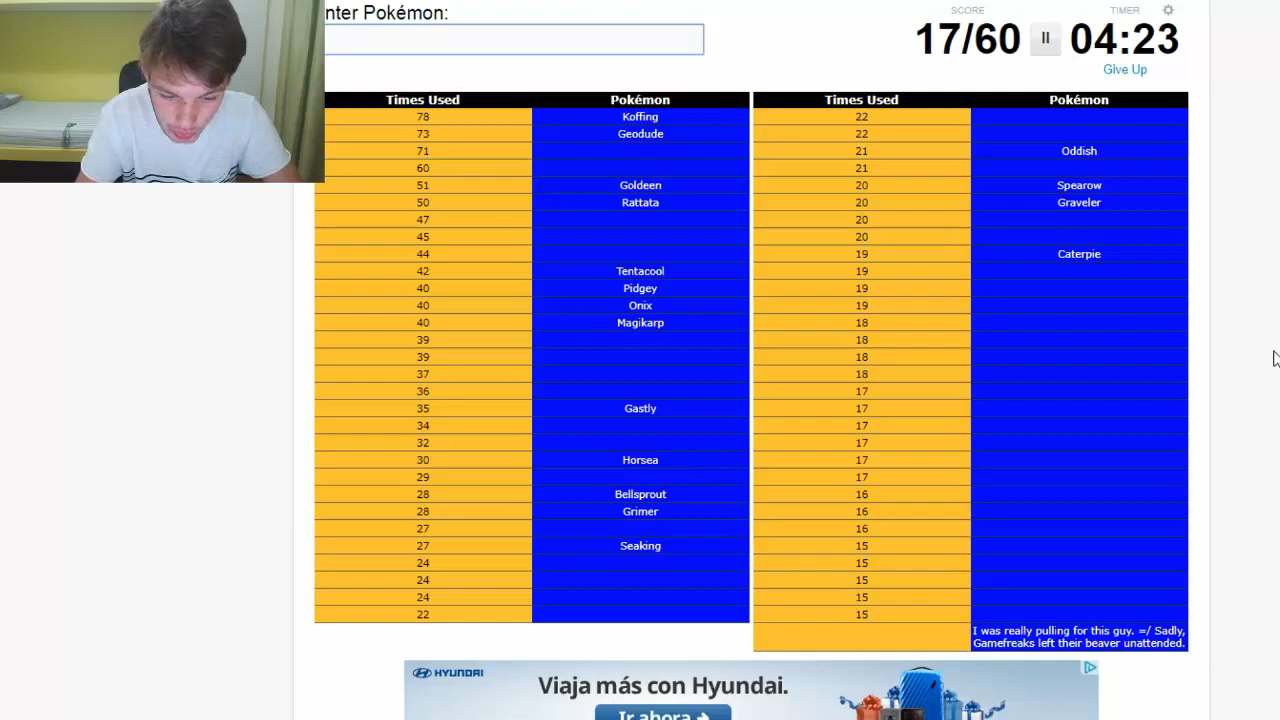 nter Pokémon:
SCORE
TIMER
17/60
04:23
Give Up
Times Used Pokémon
78 Koffing
73 Geodude
71
60
51 Goldeen
50 Rattata
47
45
44
42 Tentacool
40 Pidgey
40 Onix
40 Magikarp
39
39
37
36
35 Gastly
34
32
30 Horsea
29
28 Bellsprout
28 Grimer
27
27 Seaking
24
24
24
22
Times Used Pokémon
22
22
21 Oddish
21
20 Spearow
20 Graveler
20
20
19 Caterpie
19
19
19
18
18
18
18
17
17
17
17
17
17
16
16
16
15
15
15
15
15
I was really pulling for this guy. =/ Sadly,
Gamefreaks left their beaver unattended.
HYUNDAI
Viaja más con Hyundai.
Ir ahora